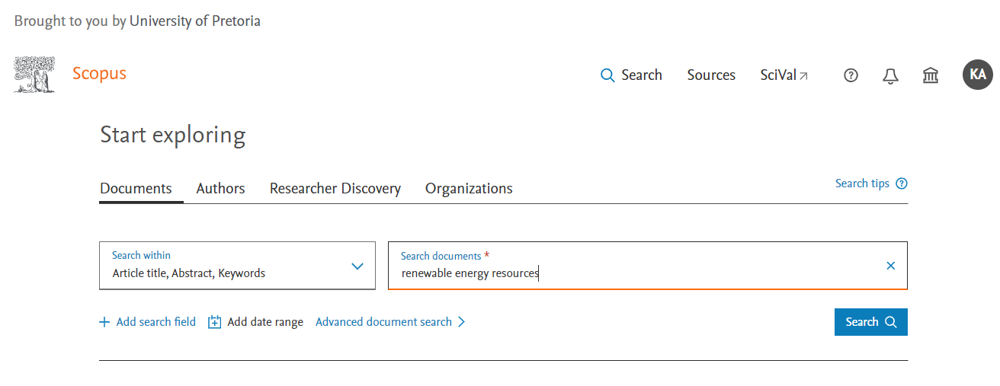 Brought to you by University of Pretoria
Scopus
Search Sources SciVal KA
Start exploring
Documents Authors Researcher Discovery Organizations Search tips
Search within
Article title, Abstract, Keywords
Search documents *
renewable energy resources
Add search field Add date range Advanced document search Search